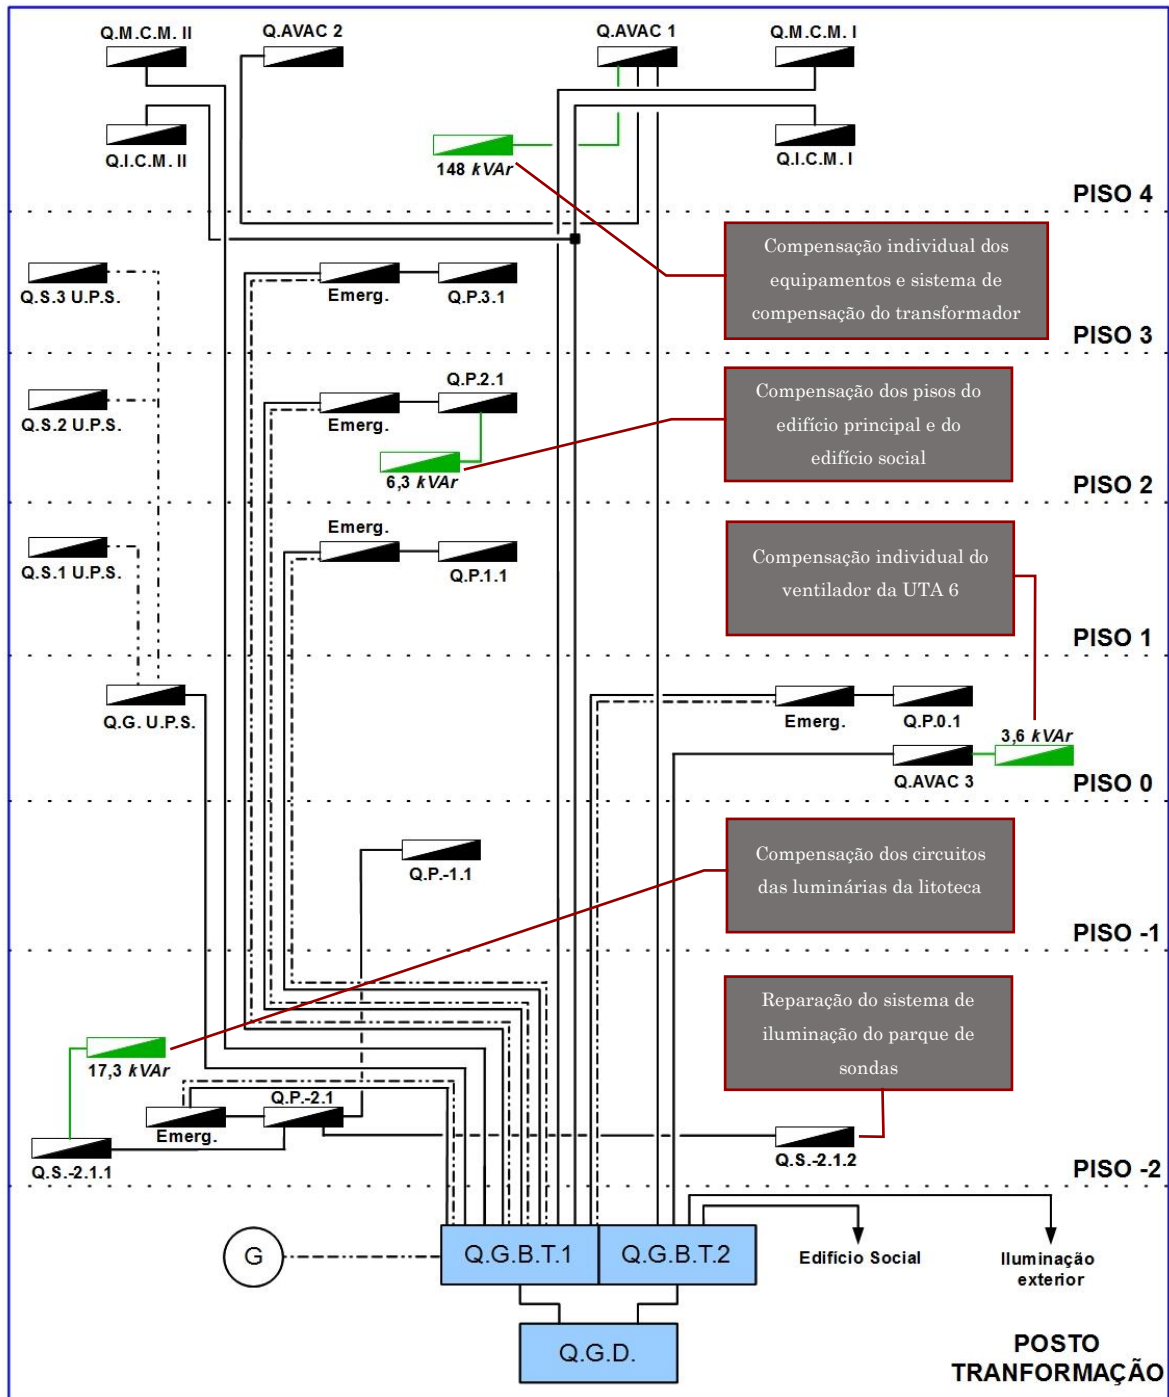 Q.M.C.M. II
Q.AVAC 2
Q.AVAC 1
Q.M.C.M. I
Q.I.C.M. II
148 kVAr
Q.I.C.M. I
PISO 4
Compensação individual dos
equipamentos e sistema de
compensação do transformador
Q.S.3 U.P.S.
Emerg.
Q.P.3.1
PISO 3
Q.P.2.1
Compensação dos pisos do
edifício principal e do
edifício social
Q.S.2 U.P.S.
Emerg.
6,3 kVAr
PISO 2
Emerg.
Q.S.1 U.P.S.
Q.P.1.1
Compensação individual do
ventilador da UTA 6
PISO 1
Q.G. U.P.S.
Emerg.
Q.P.0.1
3,6 kVAr
Q.AVAC 3
PISO 0
Q.P.-1.1
Compensação dos circuitos
das luminárias da litoteca
PISO -1
Reparação do sistema de
iluminação do parque de
sondas
17,3 kVAr
Q.P.-2.1
Emerg.
Q.S.-2.1.1
Q.S.-2.1.2
PISO -2
G
Q.G.B.T.1
Q.G.B.T.2
Edifício Social
Iluminação
exterior
Q.G.D.
POSTO
TRANFORMAÇÃO